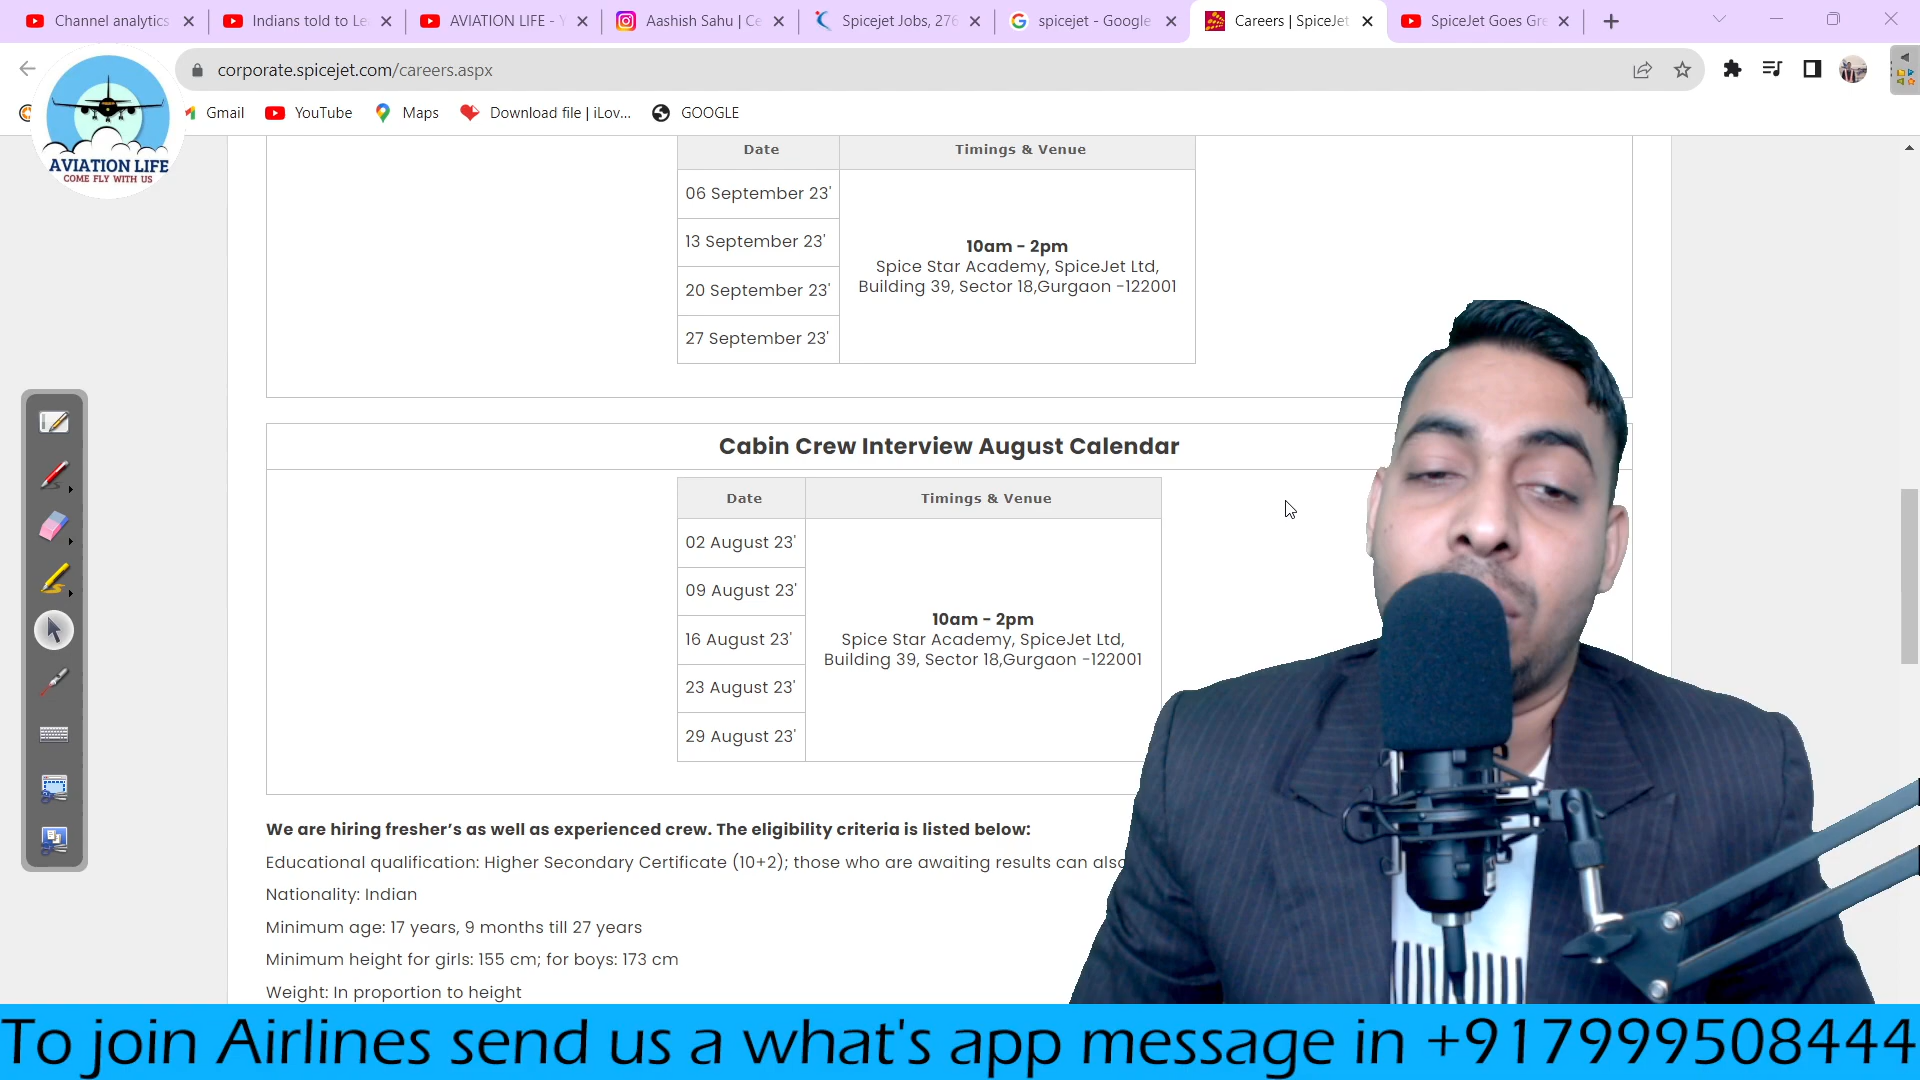 Channel analytics
Indians told to Le
AVIATION LIFE - Y
Aashish Sahu | Ce
Spicejet Jobs, 276
spicejet - Google
Careers | SpiceJet
SpiceJet Goes Gre
corporate.spicejet.com/careers.aspx
Gmail
YouTube
Maps
Download file | iLov...
GOOGLE
AVIATION LIFE
COME FLY WITH US
Date
Timings & Venue
06 September 23'
13 September 23'
20 September 23'
27 September 23'
10am - 2pm
Spice Star Academy, SpiceJet Ltd,
Building 39, Sector 18,Gurgaon -122001
Cabin Crew Interview August Calendar
Date
Timings & Venue
02 August 23'
09 August 23'
16 August 23'
23 August 23'
29 August 23'
10am - 2pm
Spice Star Academy, SpiceJet Ltd,
Building 39, Sector 18,Gurgaon -122001
We are hiring fresher’s as well as experienced crew. The eligibility criteria is listed below:
Educational qualification: Higher Secondary Certificate (10+2); those who are awaiting results can also
Nationality: Indian
Minimum age: 17 years, 9 months till 27 years
Minimum height for girls: 155 cm; for boys: 173 cm
Weight: In proportion to height
To join Airlines send us a what's app message in +917999508444